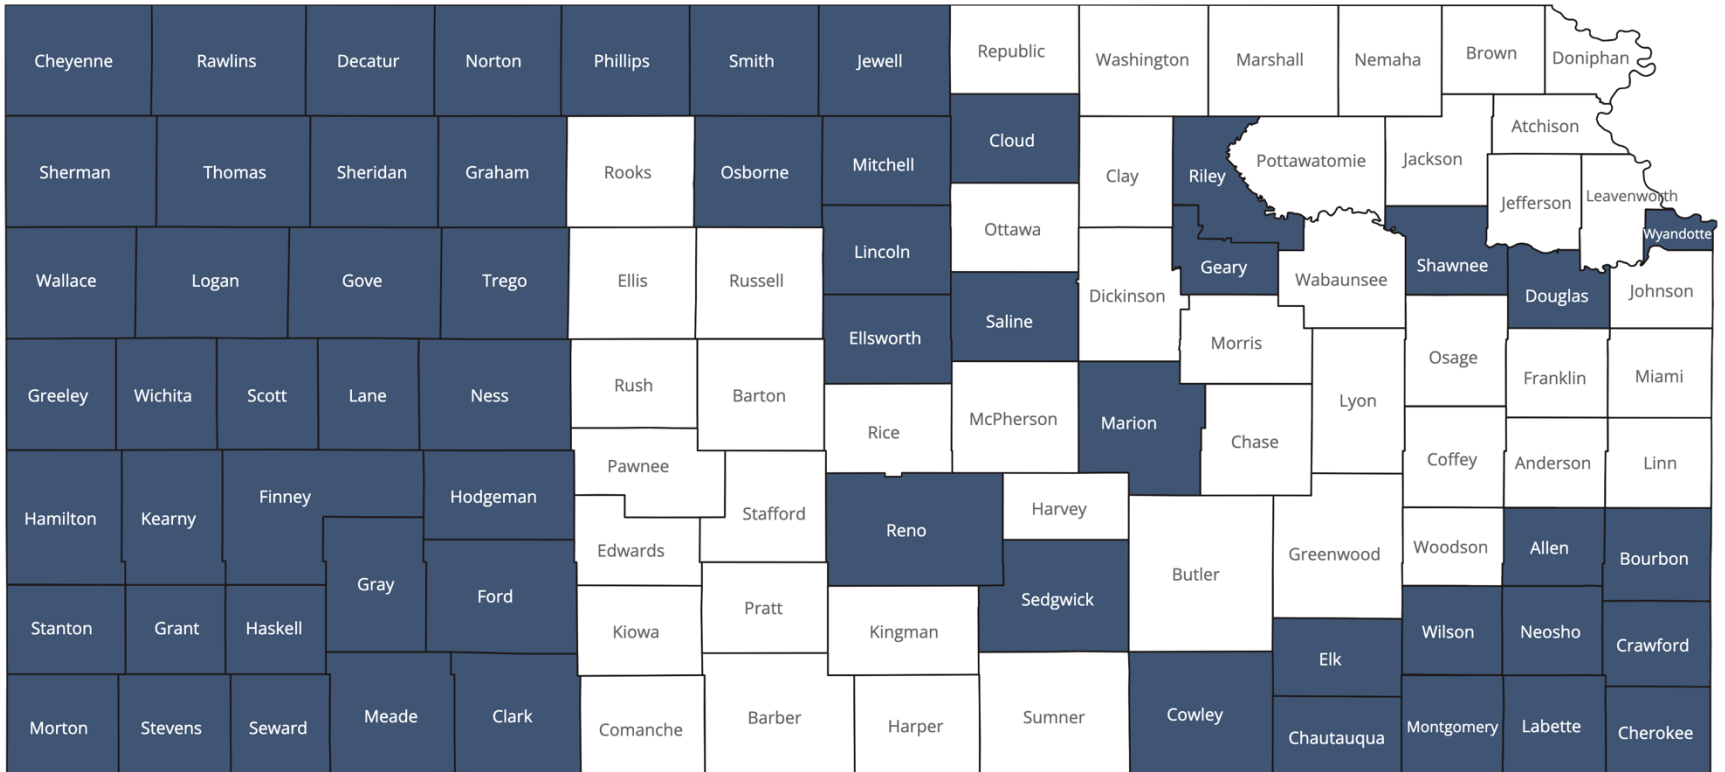 Cheyenne
Rawlins
Decatur
Norton
Phillips
Smith
Jewell
Republic
Washington
Marshall
Nemaha
Brown
Doniphan
Sherman
Thomas
Sheridan
Graham
Rooks
Osborne
Mitchell
Cloud
Clay
Riley
Pottawatomie
Jackson
Atchison
Jefferson
Leavenworth
Wyandotte
Wallace
Logan
Gove
Trego
Ellis
Russell
Lincoln
Ottawa
Saline
Dickinson
Geary
Wabaunsee
Shawnee
Douglas
Johnson
Ellsworth
Morris
Osage
Franklin
Miami
Greeley
Wichita
Scott
Lane
Ness
Rush
Barton
Rice
McPherson
Marion
Chase
Lyon
Coffey
Anderson
Linn
Hamilton
Kearny
Finney
Hodgeman
Pawnee
Stafford
Edwards
Reno
Harvey
Butler
Greenwood
Woodson
Allen
Bourbon
Gray
Ford
Stanton
Grant
Haskell
Kiowa
Pratt
Kingman
Sedgwick
Elk
Wilson
Neosho
Crawford
Morton
Stevens
Seward
Meade
Clark
Comanche
Barber
Harper
Sumner
Cowley
Chautauqua
Montgomery
Labette
Cherokee